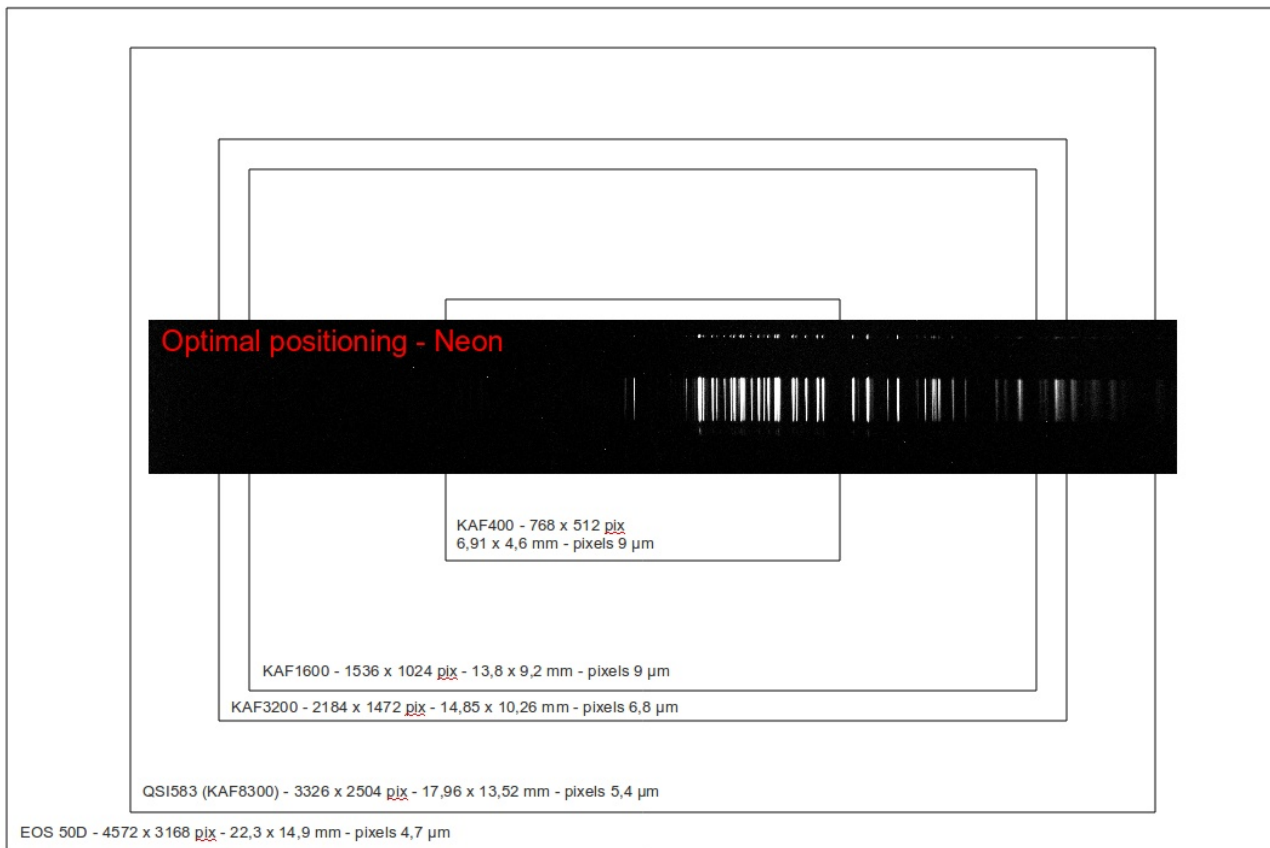 Optimal positioning - Neon
KAF400 - 768 x 512 pix
6,91 x 4,6 mm - pixels 9 µm
KAF1600 - 1536 x 1024 pix - 13,8 x 9,2 mm - pixels 9 µm
KAF3200 - 2184 x 1472 pix - 14,85 x 10,26 mm - pixels 6,8 µm
QSI583 (KAF8300) - 3326 x 2504 pix - 17,96 x 13,52 mm - pixels 5,4 µm
EOS 50D - 4572 x 3168 pix - 22,3 x 14,9 mm - pixels 4,7 µm